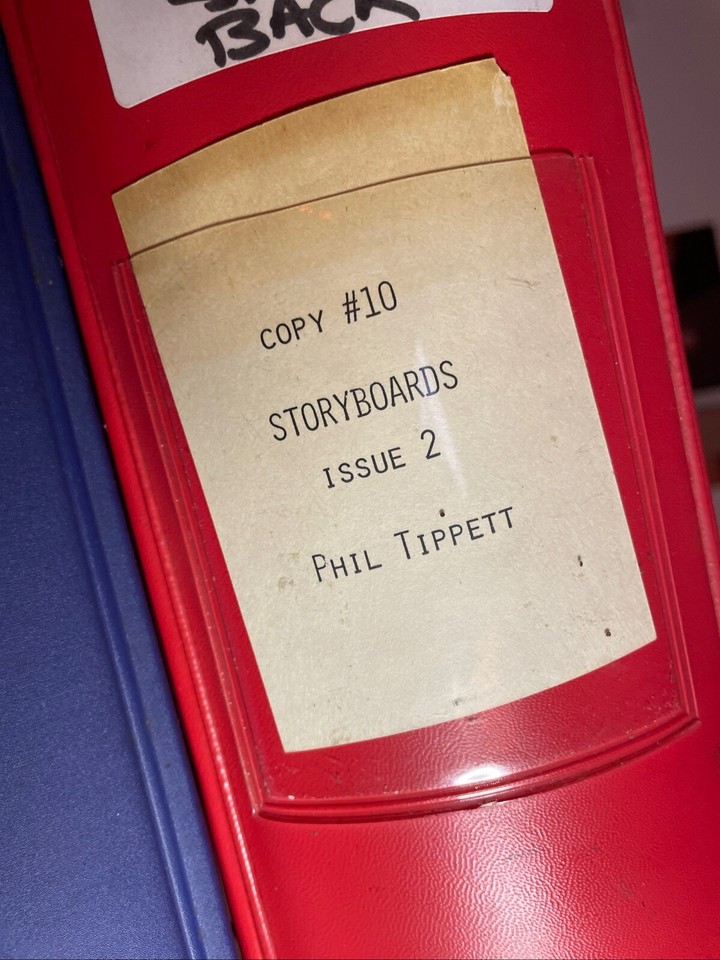 BACK
COPY #10
STORYBOARDS
ISSUE 2
PHIL TIPPETT